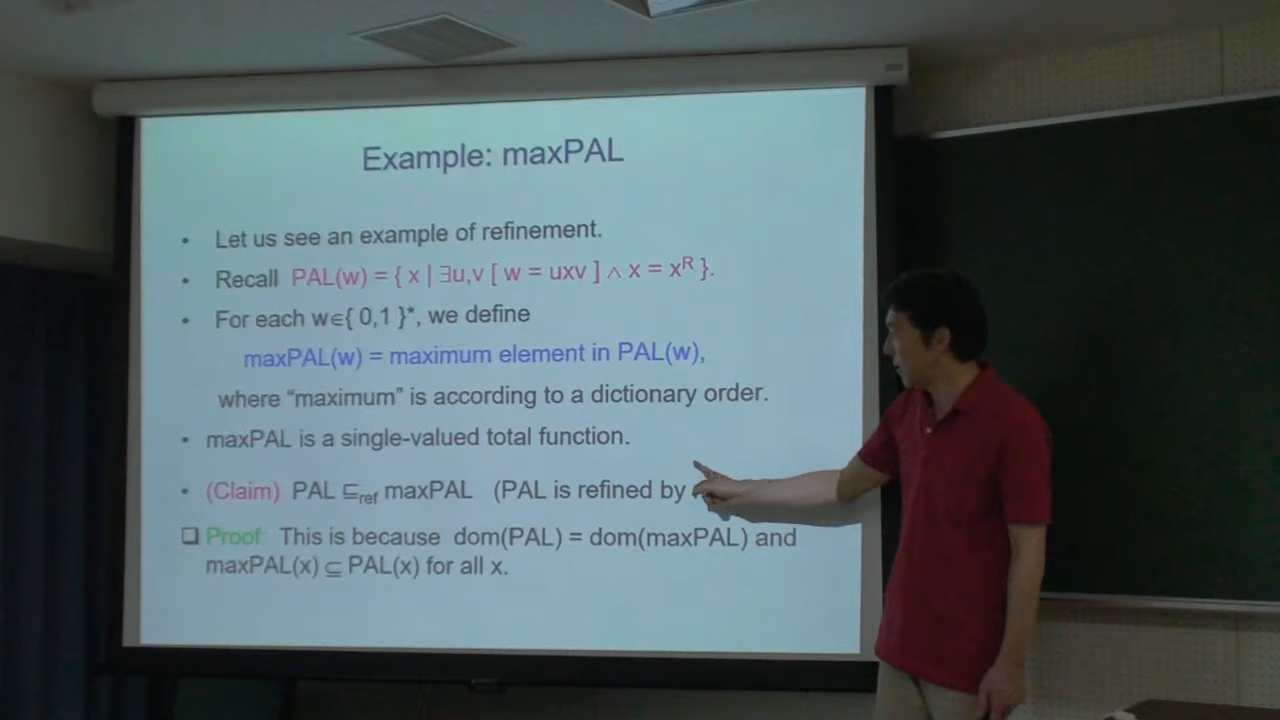 Example: maxPAL
• Let us see an example of refinement.
• Recall PAL(w) = { x | ∃u,v [ w = uxv ] ∧ x = xᴿ }.
• For each w∈{ 0,1 }*, we define
maxPAL(w) = maximum element in PAL(w),
where “maximum” is according to a dictionary order.
• maxPAL is a single-valued total function.
• (Claim) PAL ⊑ref maxPAL (PAL is refined by
❑ Proof: This is because dom(PAL) = dom(maxPAL) and
maxPAL(x) ⊆ PAL(x) for all x.